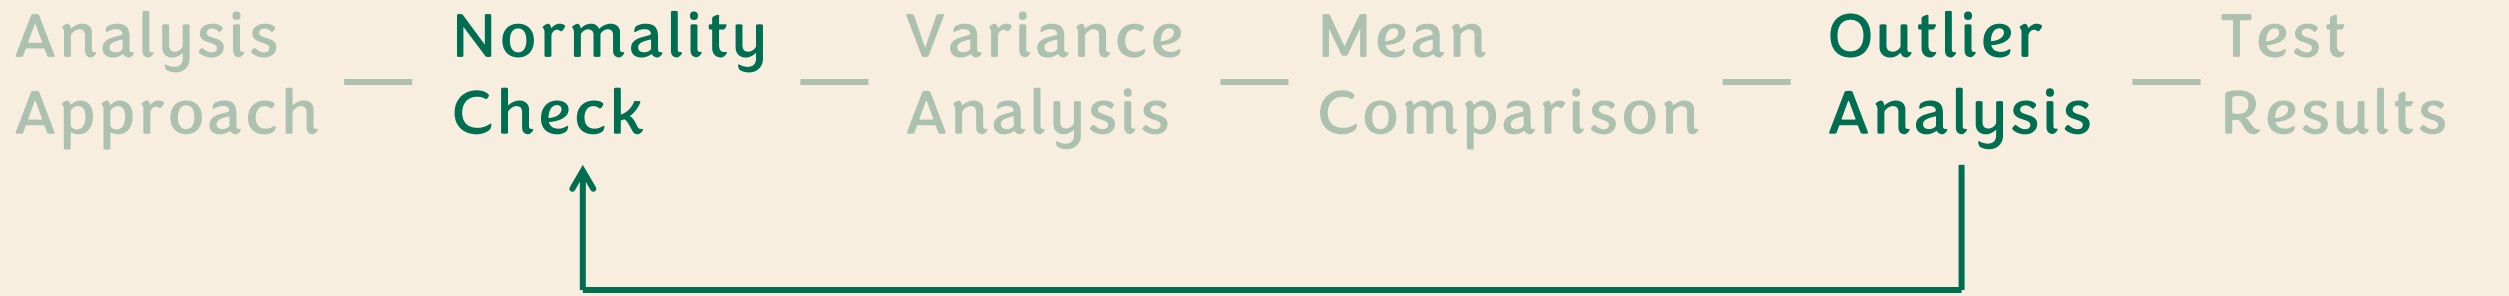 Analysis
Approach
Normality
Check
Variance
Analysis
Mean
Comparison
Outlier
Analysis
Test
Results